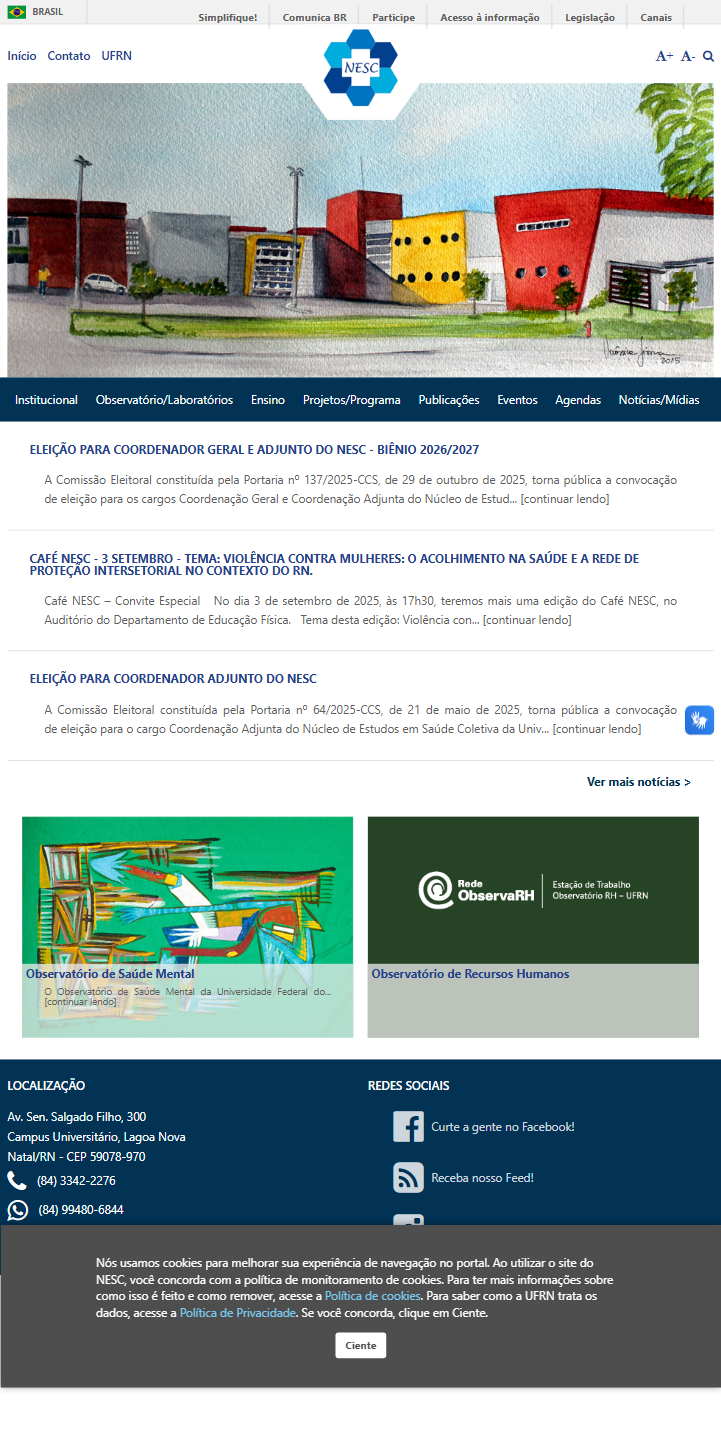 BRASIL
Simplifique! Comunica BR Participe Acesso à informação Legislação Canais
Início Contato UFRN
NESC
A+ A-
2015
Institucional Observatório/Laboratórios Ensino Projetos/Programa Publicações Eventos Agendas Notícias/Mídias
ELEIÇÃO PARA COORDENADOR GERAL E ADJUNTO DO NESC - BIÊNIO 2026/2027
A Comissão Eleitoral constituída pela Portaria nº 137/2025-CCS, de 29 de outubro de 2025, torna pública a convocação
de eleição para os cargos Coordenação Geral e Coordenação Adjunta do Núcleo de Estud... [continuar lendo]
CAFÉ NESC - 3 SETEMBRO - TEMA: VIOLÊNCIA CONTRA MULHERES: O ACOLHIMENTO NA SAÚDE E A REDE DE
PROTEÇÃO INTERSETORIAL NO CONTEXTO DO RN.
Café NESC – Convite Especial No dia 3 de setembro de 2025, às 17h30, teremos mais uma edição do Café NESC, no
Auditório do Departamento de Educação Física. Tema desta edição: Violência con... [continuar lendo]
ELEIÇÃO PARA COORDENADOR ADJUNTO DO NESC
A Comissão Eleitoral constituída pela Portaria nº 64/2025-CCS, de 21 de maio de 2025, torna pública a convocação
de eleição para o cargo Coordenação Adjunta do Núcleo de Estudos em Saúde Coletiva da Univ... [continuar lendo]
Ver mais notícias >
Observatório de Saúde Mental
O Observatório de Saúde Mental da Universidade Federal do...
[continuar lendo]
Rede
ObservaRH
Estação de Trabalho
Observatório RH – UFRN
Observatório de Recursos Humanos
LOCALIZAÇÃO
Av. Sen. Salgado Filho, 300
Campus Universitário, Lagoa Nova
Natal/RN - CEP 59078-970
(84) 3342-2276
(84) 99480-6844
REDES SOCIAIS
Curte a gente no Facebook!
Receba nosso Feed!
Nós usamos cookies para melhorar sua experiência de navegação no portal. Ao utilizar o site do
NESC, você concorda com a política de monitoramento de cookies. Para ter mais informações sobre
como isso é feito e como remover, acesse a Política de cookies. Para saber como a UFRN trata os
dados, acesse a Política de Privacidade. Se você concorda, clique em Ciente.
Ciente